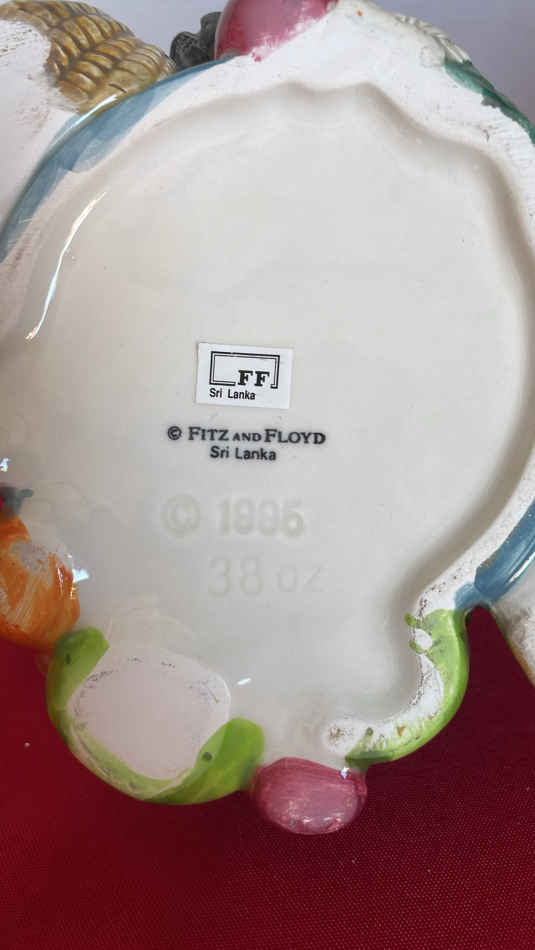 FF
Sri Lanka
© FITZ AND FLOYD
Sri Lanka
© 1995
38 OZ